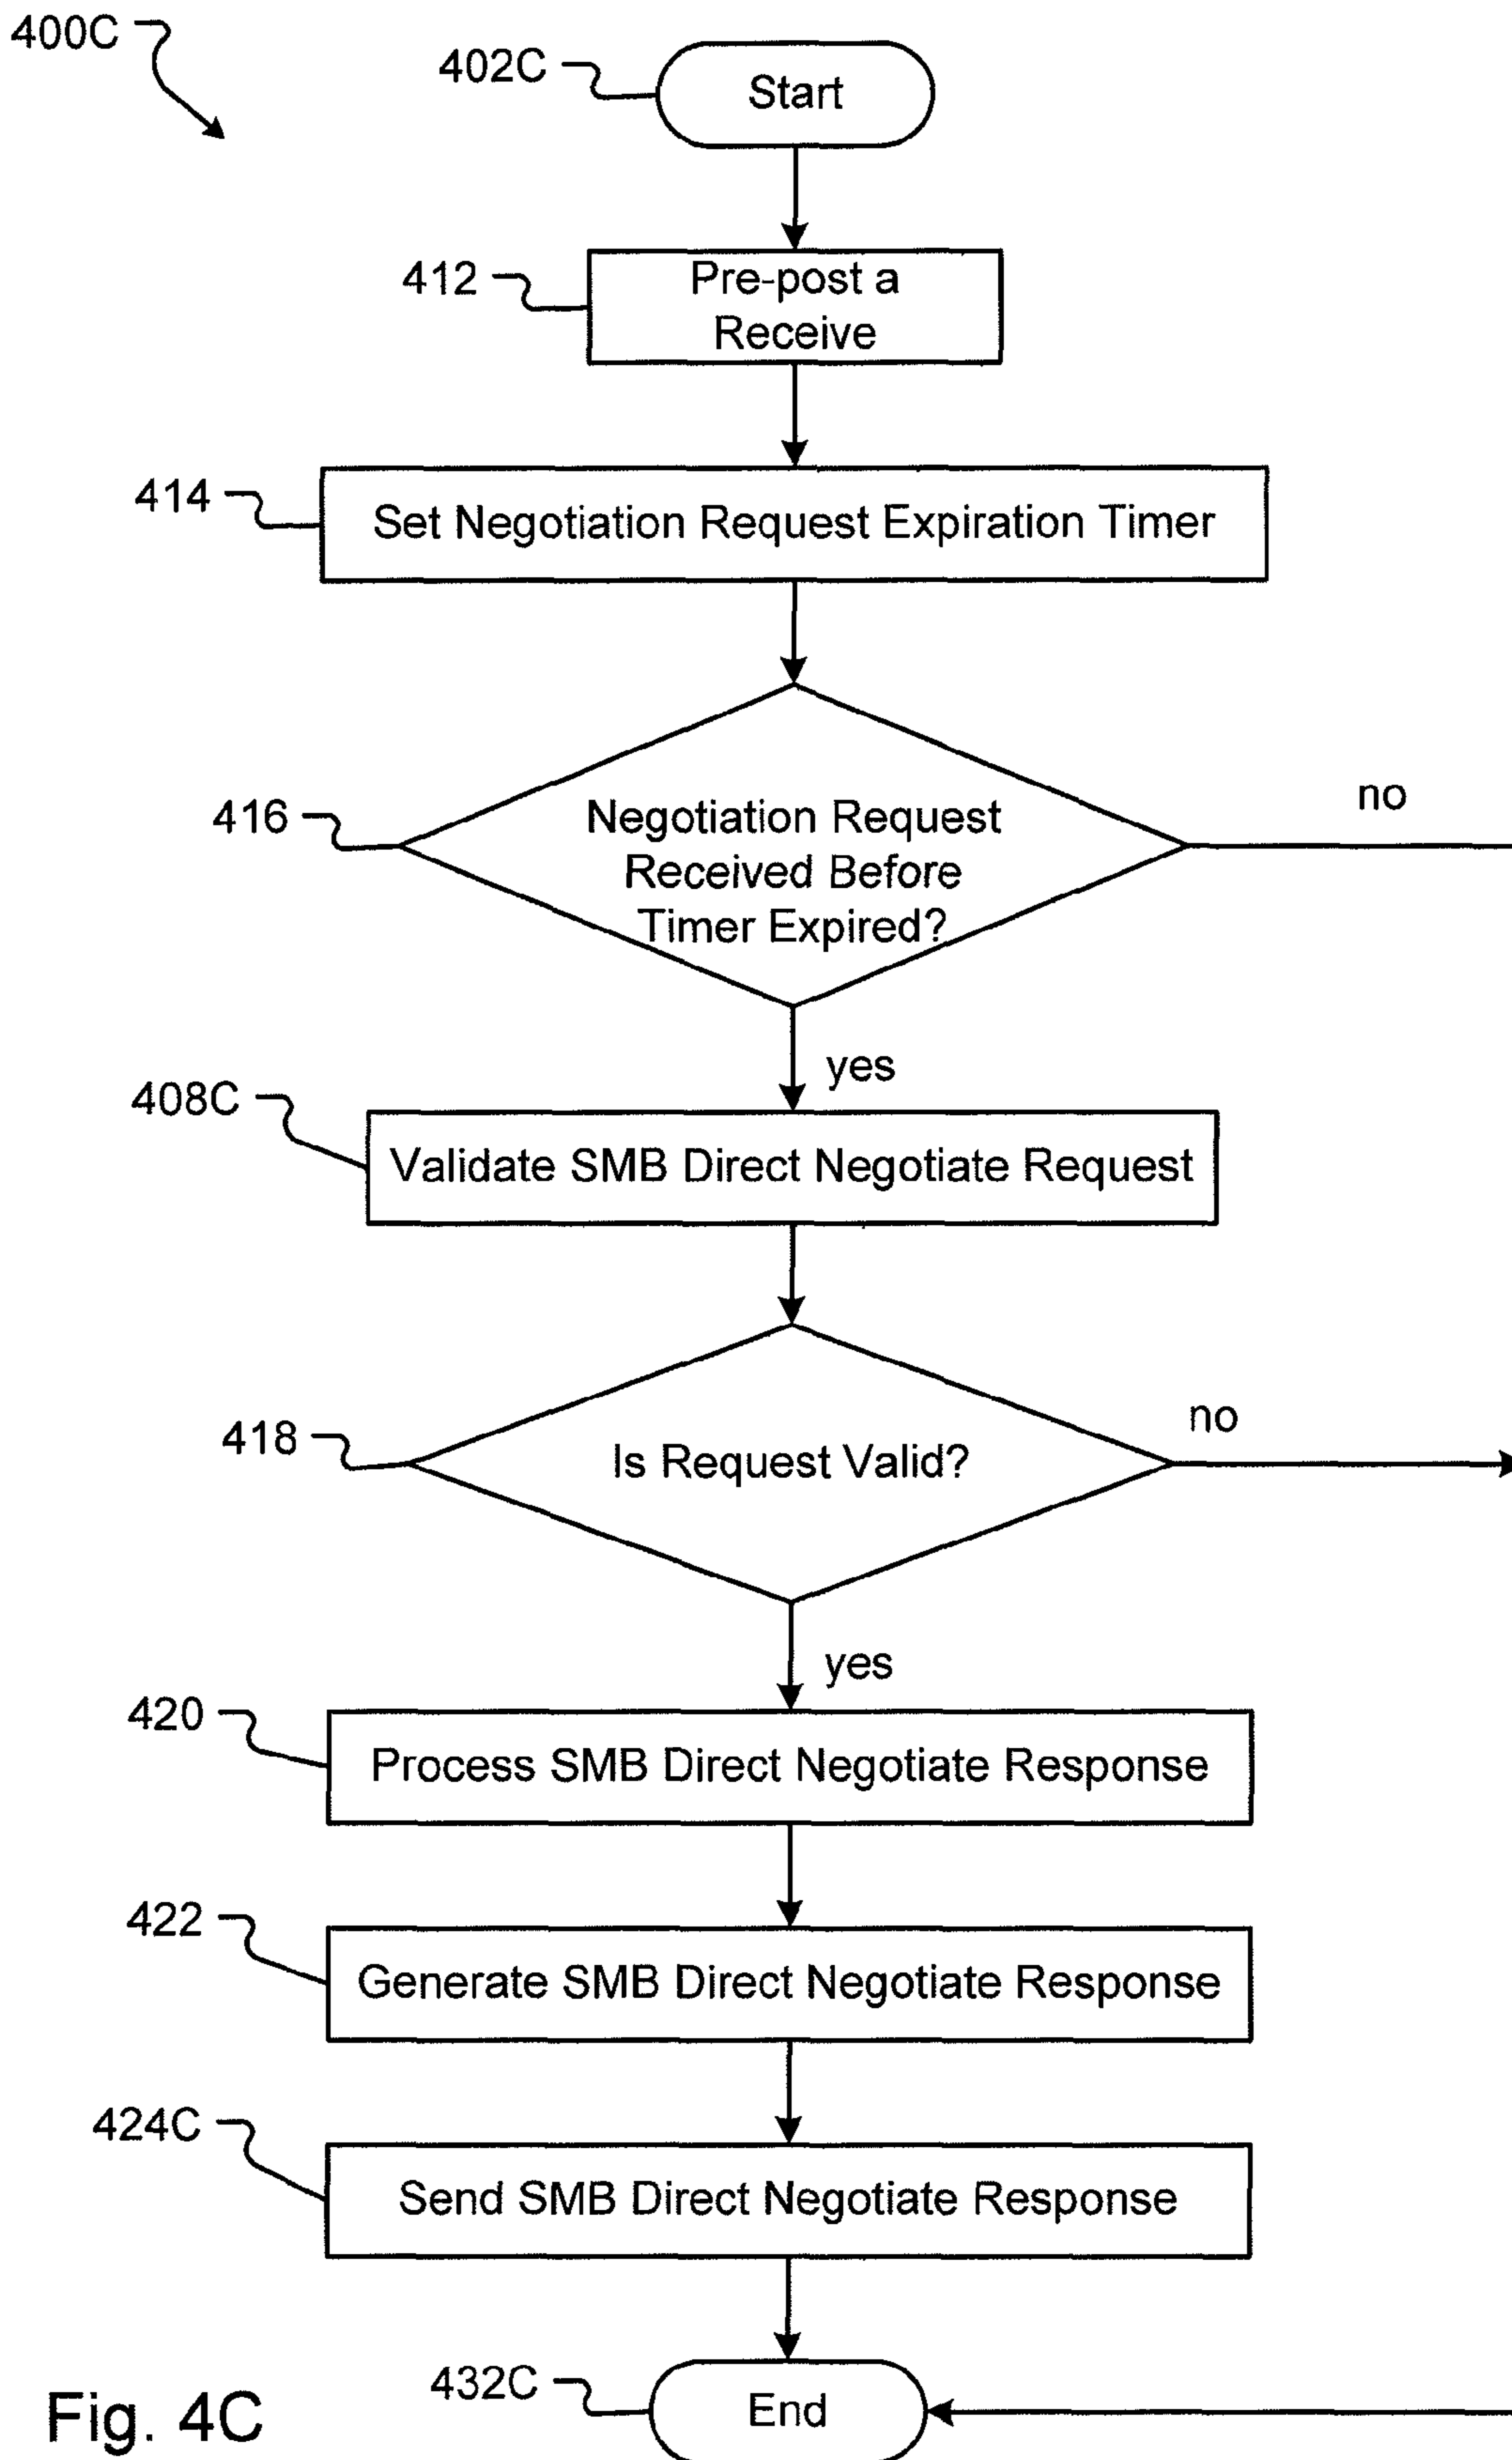 400C
402C
Start
412
Pre-post a
Receive
414
Set Negotiation Request Expiration Timer
416
Negotiation Request
Received Before
Timer Expired?
no
yes
408C
Validate SMB Direct Negotiate Request
418
Is Request Valid?
no
yes
420
Process SMB Direct Negotiate Response
422
Generate SMB Direct Negotiate Response
424C
Send SMB Direct Negotiate Response
432C
End
Fig. 4C